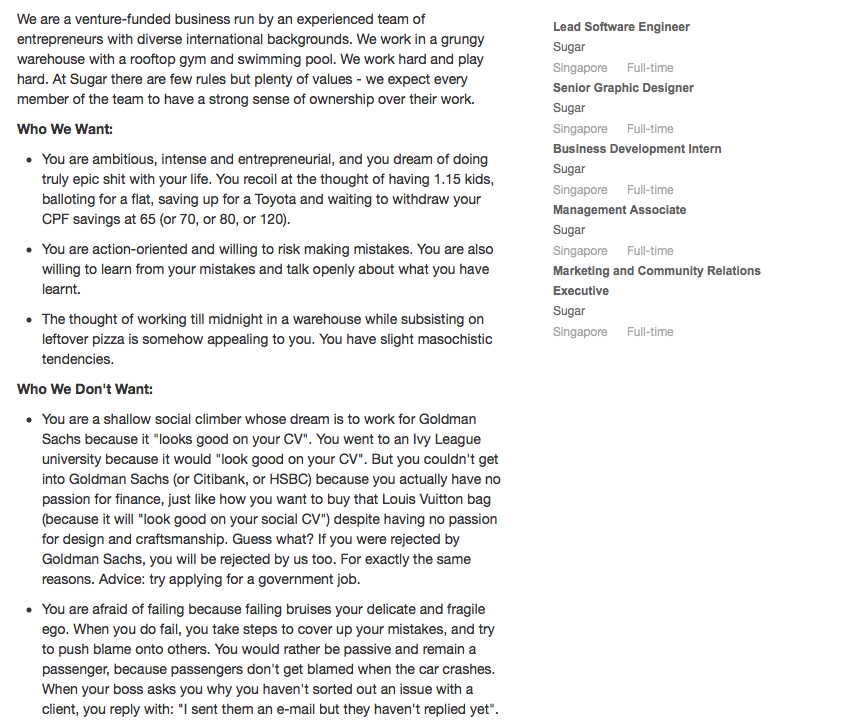 We are a venture-funded business run by an experienced team of
entrepreneurs with diverse international backgrounds. We work in a grungy
warehouse with a rooftop gym and swimming pool. We work hard and play
hard. At Sugar there are few rules but plenty of values - we expect every
member of the team to have a strong sense of ownership over their work.
Who We Want:
• You are ambitious, intense and entrepreneurial, and you dream of doing
truly epic shit with your life. You recoil at the thought of having 1.15 kids,
balloting for a flat, saving up for a Toyota and waiting to withdraw your
CPF savings at 65 (or 70, or 80, or 120).
• You are action-oriented and willing to risk making mistakes. You are also
willing to learn from your mistakes and talk openly about what you have
learnt.
• The thought of working till midnight in a warehouse while subsisting on
leftover pizza is somehow appealing to you. You have slight masochistic
tendencies.
Who We Don't Want:
• You are a shallow social climber whose dream is to work for Goldman
Sachs because it "looks good on your CV". You went to an Ivy League
university because it would "look good on your CV". But you couldn't get
into Goldman Sachs (or Citibank, or HSBC) because you actually have no
passion for finance, just like how you want to buy that Louis Vuitton bag
(because it will "look good on your social CV") despite having no passion
for design and craftsmanship. Guess what? If you were rejected by
Goldman Sachs, you will be rejected by us too. For exactly the same
reasons. Advice: try applying for a government job.
• You are afraid of failing because failing bruises your delicate and fragile
ego. When you do fail, you take steps to cover up your mistakes, and try
to push blame onto others. You would rather be passive and remain a
passenger, because passengers don't get blamed when the car crashes.
When your boss asks you why you haven't sorted out an issue with a
client, you reply with: "I sent them an e-mail but they haven't replied yet".
Lead Software Engineer
Sugar
Singapore Full-time
Senior Graphic Designer
Sugar
Singapore Full-time
Business Development Intern
Sugar
Singapore Full-time
Management Associate
Sugar
Singapore Full-time
Marketing and Community Relations
Executive
Sugar
Singapore Full-time